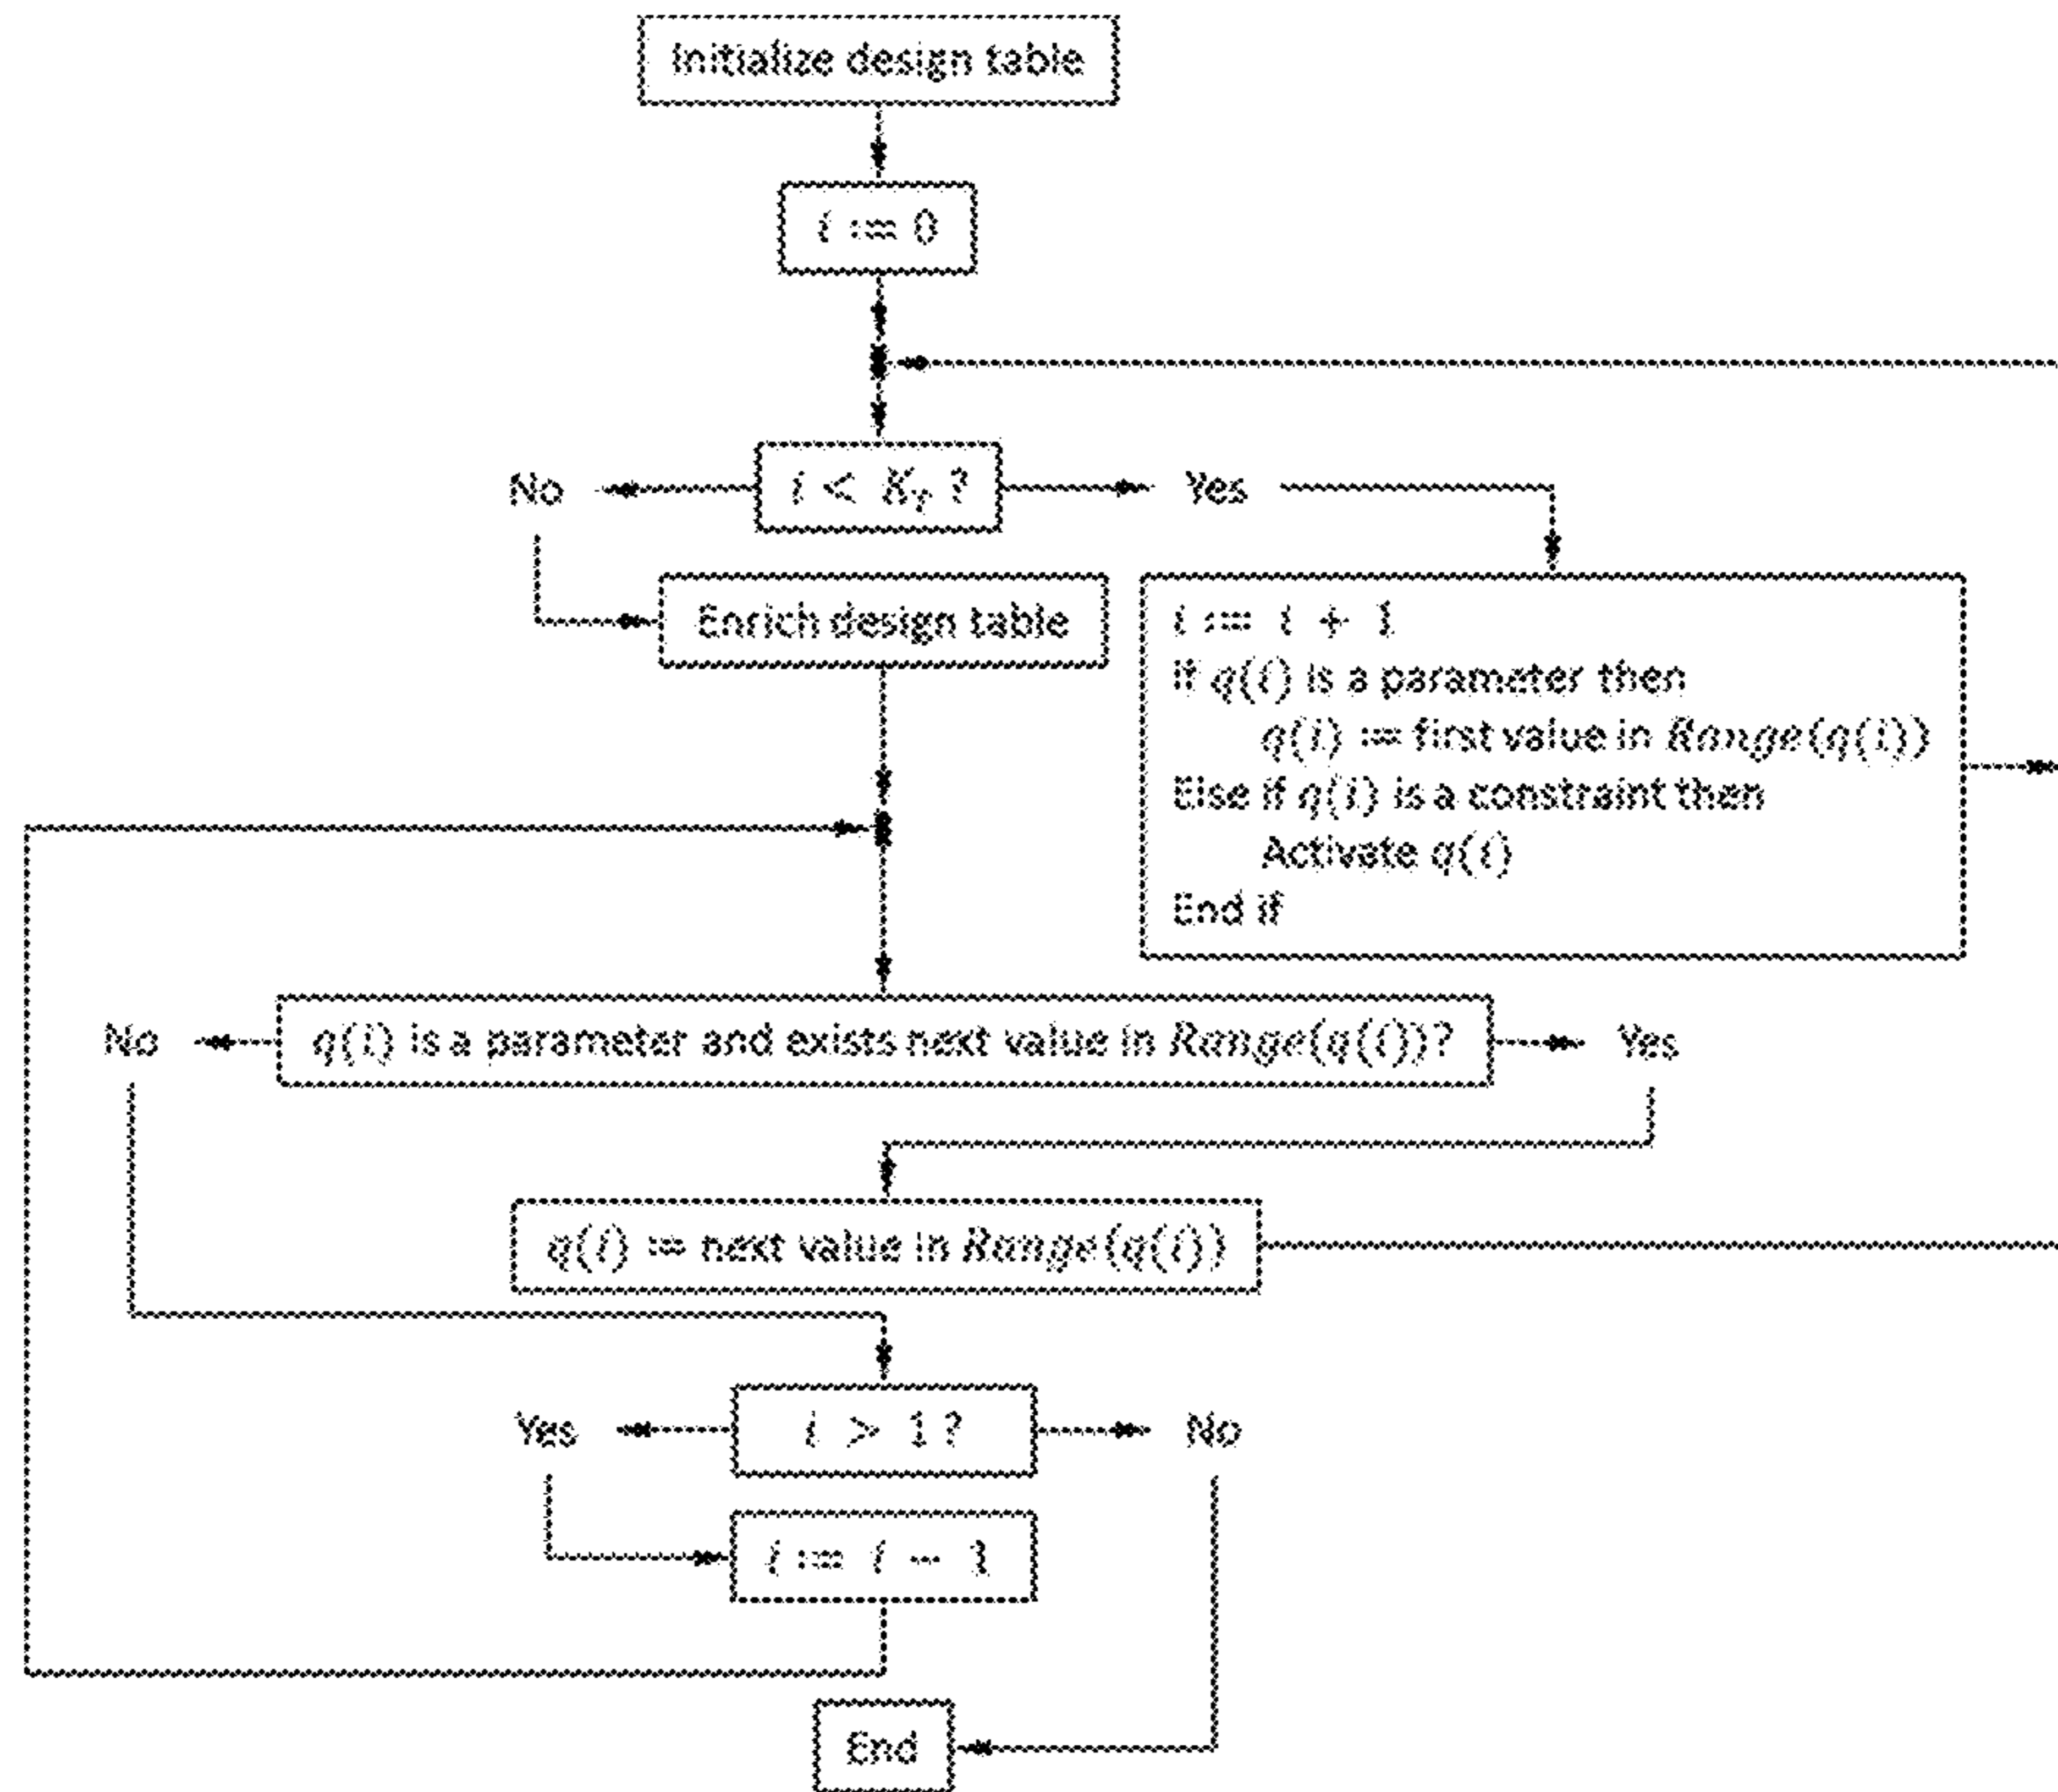 Initialize design table
i := 0
No
i < K_T ?
Yes
Enrich design table
i := i + 1
If q(i) is a parameter then
q(i) := first value in Range(q(i))
Else if q(i) is a constraint then
Activate q(i)
End if
No
q(i) is a parameter and exists next value in Range(q(i))?
Yes
q(i) := next value in Range(q(i))
Yes
i > 1 ?
No
i := i − 1
End